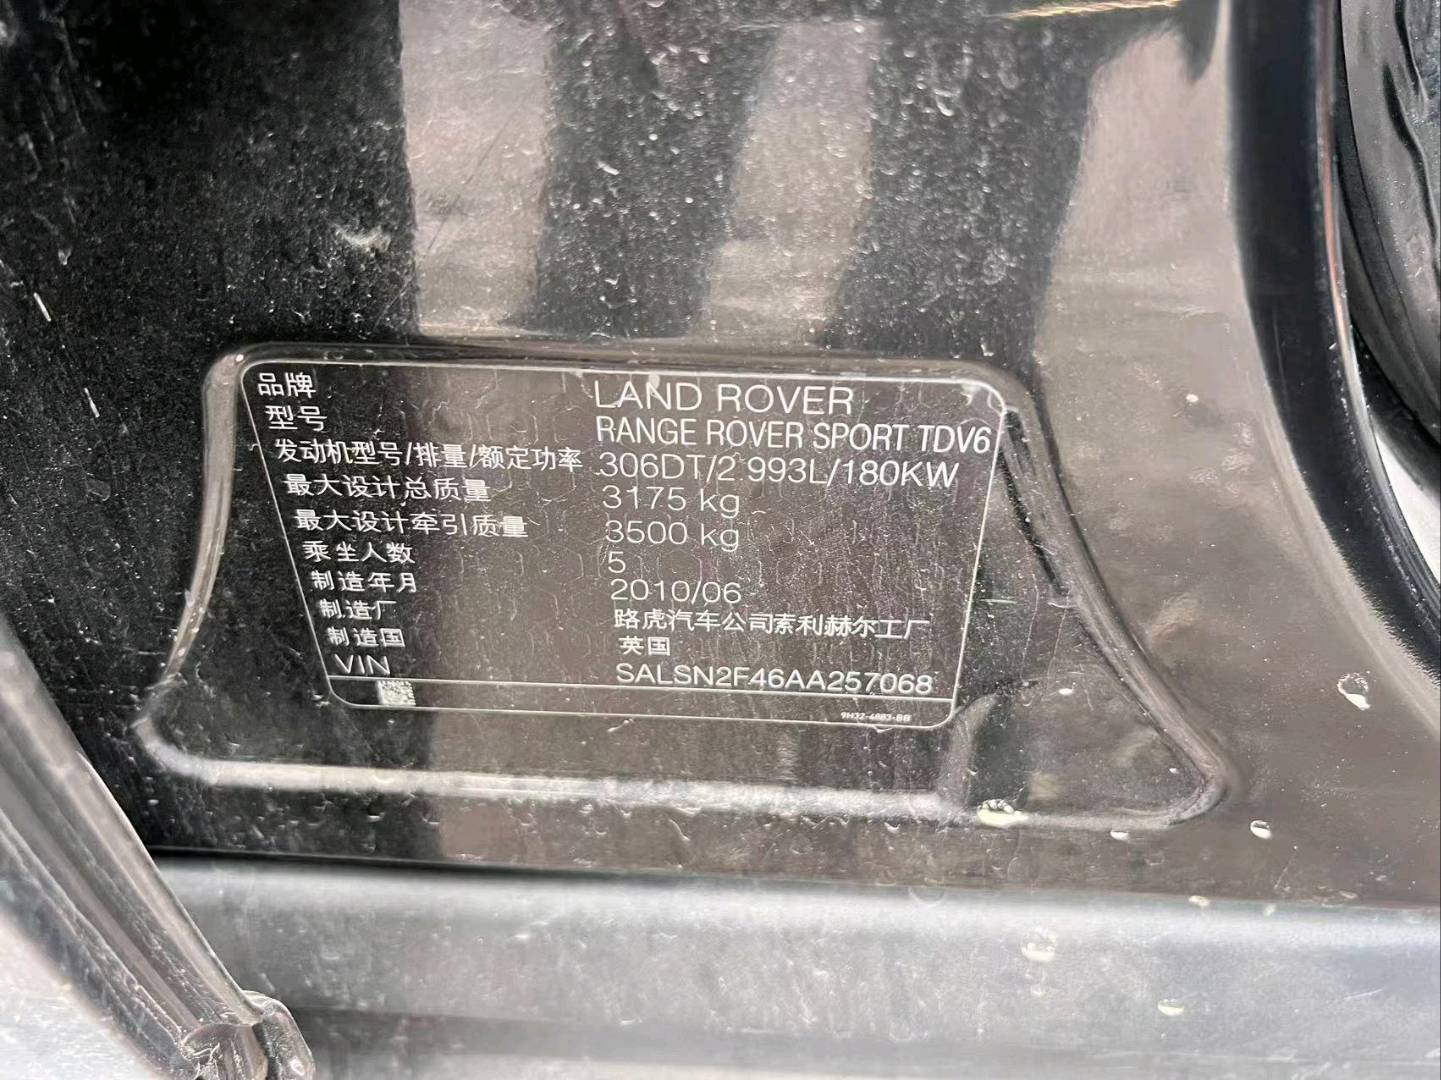 品牌 LAND ROVER
型号 RANGE ROVER SPORT TDV6
发动机型号/排量/额定功率 306DT/2.993L/180KW
最大设计总质量 3175 kg
最大设计牵引质量 3500 kg
乘坐人数 5
制造年月 2010/06
制造厂 路虎汽车公司索利赫尔工厂
制造国 英国
VIN SALSN2F46AA257068